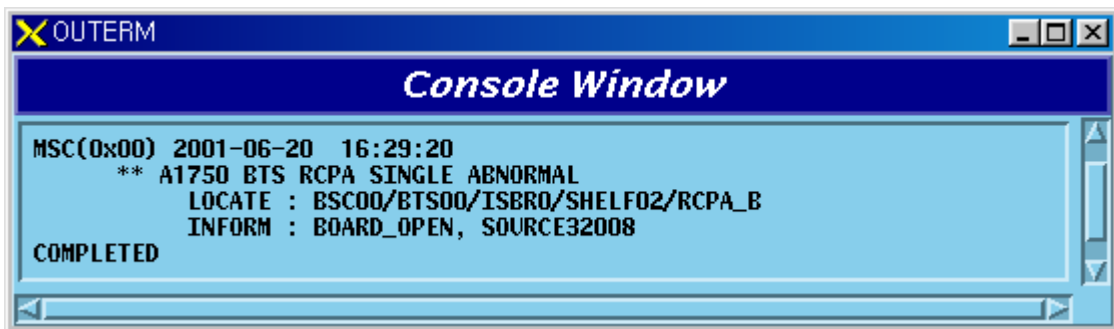 OUTERM
Console Window
MSC(0x00) 2001-06-20 16:29:20
** A1750 BTS RCPA SINGLE ABNORMAL
LOCATE : BSC00/BTS00/ISBR0/SHELF02/RCPA_B
INFORM : BOARD_OPEN, SOURCE32008
COMPLETED